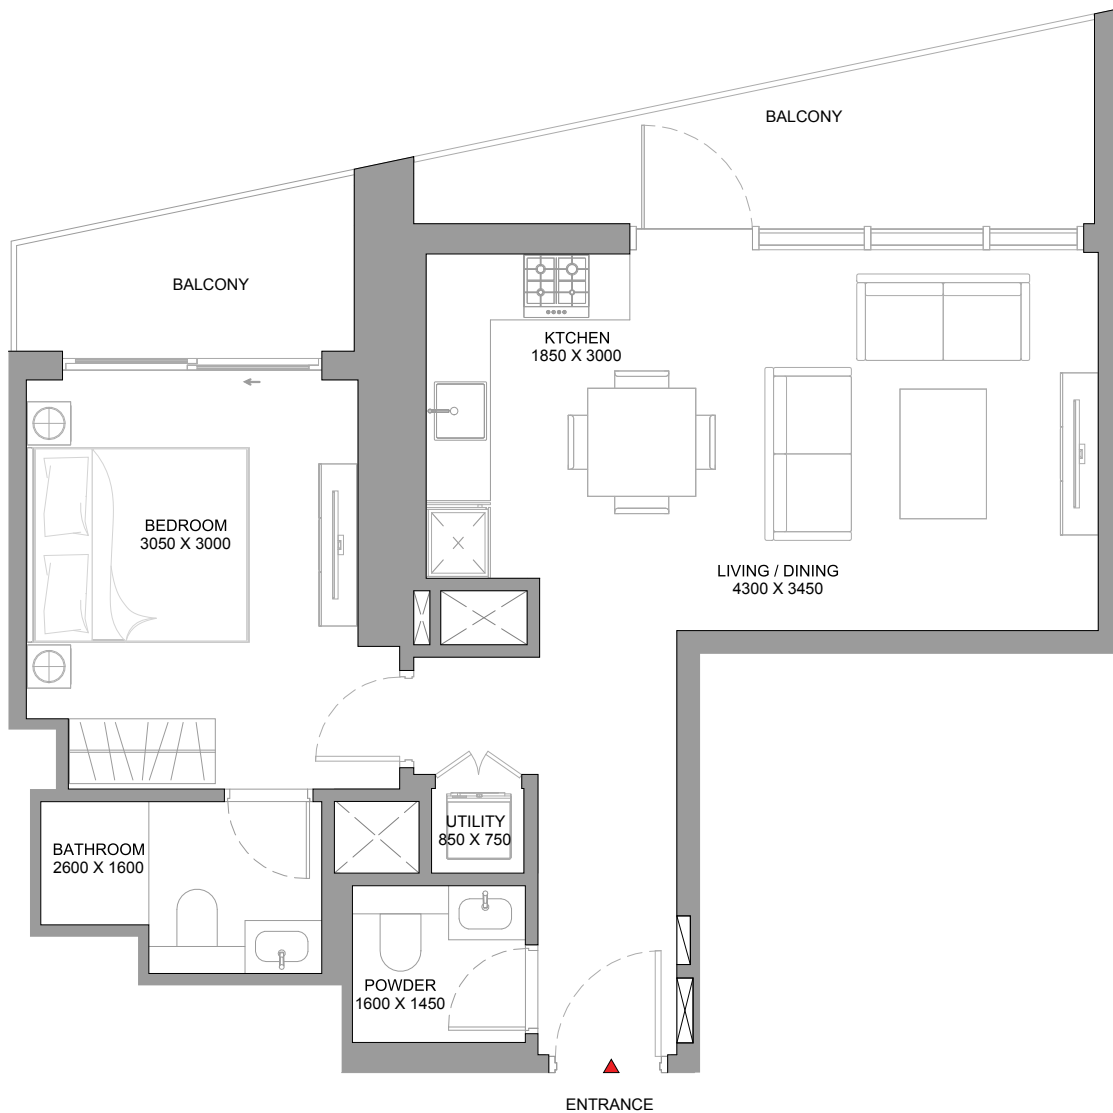 BALCONY
BALCONY
KTCHEN
1850 X 3000
BEDROOM
3050 X 3000
LIVING / DINING
4300 X 3450
UTILITY
850 X 750
BATHROOM
2600 X 1600
POWDER
1600 X 1450
ENTRANCE